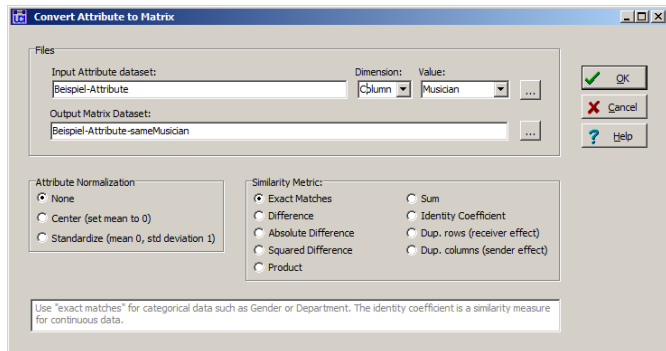 Convert Attribute to Matrix
Files
Input Attribute dataset: Dimension: Value:
Beispiel-Attribute Column Musician ...
Output Matrix Dataset:
Beispiel-Attribute-sameMusician ...
OK
Cancel
Help
Attribute Normalization
None
Center (set mean to 0)
Standardize (mean 0, std deviation 1)
Similarity Metric:
Exact Matches Sum
Difference Identity Coefficient
Absolute Difference Dup. rows (receiver effect)
Squared Difference Dup. columns (sender effect)
Product
Use "exact matches" for categorical data such as Gender or Department. The identity coefficient is a similarity measure
for continuous data.